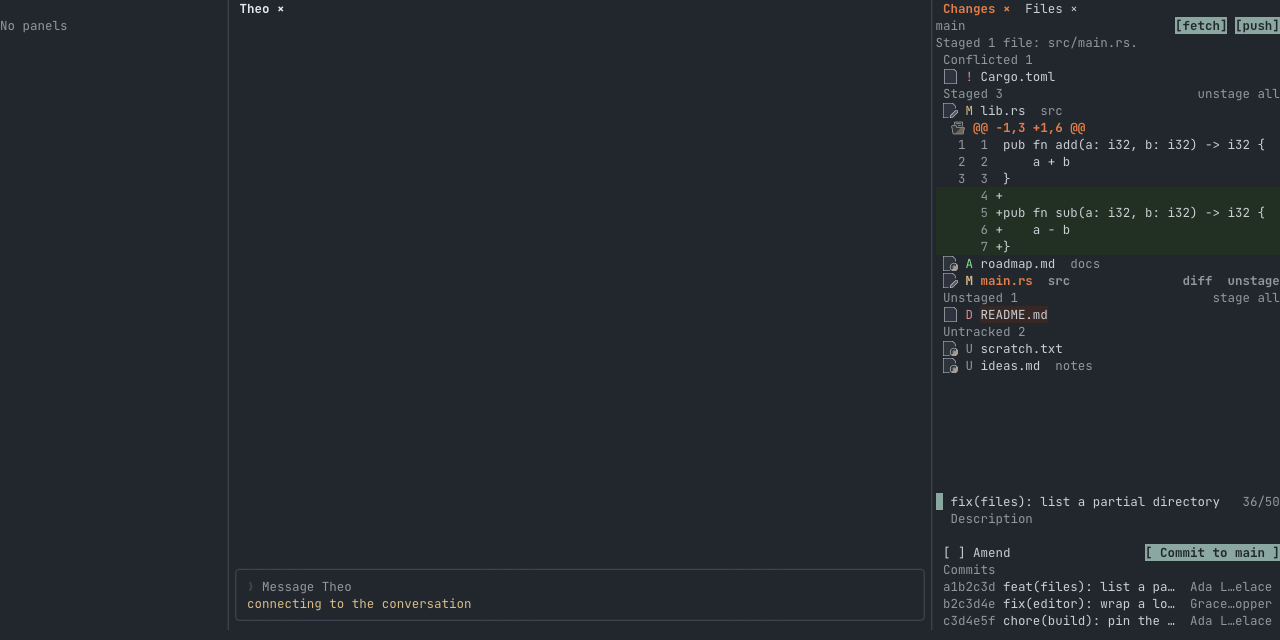 No panels
Theo ×
Changes × Files ×
main [fetch] [push]
Staged 1 file: src/main.rs.
Conflicted 1
! Cargo.toml
Staged 3 unstage all
M lib.rs src
@@ -1,3 +1,6 @@
1 1 pub fn add(a: i32, b: i32) -> i32 {
2 2 a + b
3 3 }
4 +
5 +pub fn sub(a: i32, b: i32) -> i32 {
6 + a - b
7 +}
A roadmap.md docs
M main.rs src diff unstage
Unstaged 1 stage all
D README.md
Untracked 2
U scratch.txt
U ideas.md notes
fix(files): list a partial directory 36/50
Description
[ ] Amend [ Commit to main ]
Commits
a1b2c3d feat(files): list a pa… Ada L…elace
b2c3d4e fix(editor): wrap a lo… Grace…opper
c3d4e5f chore(build): pin the … Ada L…elace
⟩ Message Theo
connecting to the conversation